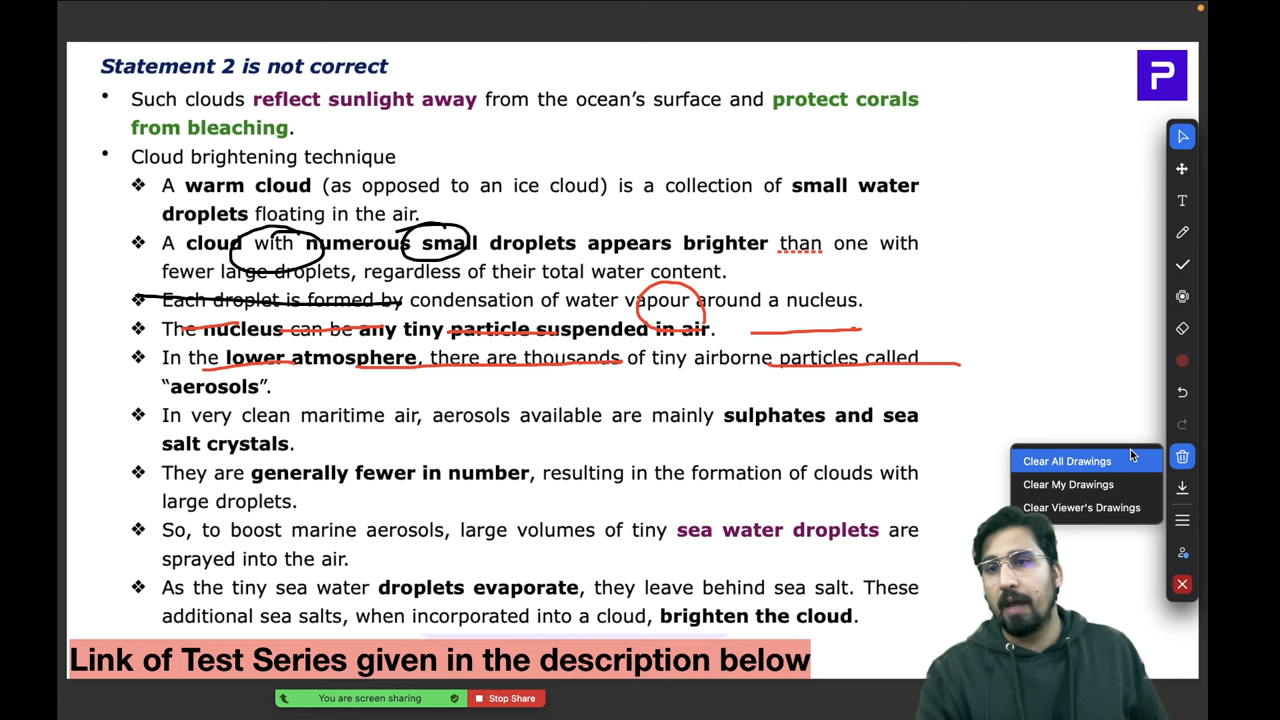 Statement 2 is not correct
• Such clouds reflect sunlight away from the ocean's surface and protect corals
from bleaching.
• Cloud brightening technique
❖ A warm cloud (as opposed to an ice cloud) is a collection of small water
droplets floating in the air.
❖ A cloud with numerous small droplets appears brighter than one with
fewer large droplets, regardless of their total water content.
❖ Each droplet is formed by condensation of water vapour around a nucleus.
❖ The nucleus can be any tiny particle suspended in air.
❖ In the lower atmosphere, there are thousands of tiny airborne particles called
“aerosols”.
❖ In very clean maritime air, aerosols available are mainly sulphates and sea
salt crystals.
❖ They are generally fewer in number, resulting in the formation of clouds with
large droplets.
❖ So, to boost marine aerosols, large volumes of tiny sea water droplets are
sprayed into the air.
❖ As the tiny sea water droplets evaporate, they leave behind sea salt. These
additional sea salts, when incorporated into a cloud, brighten the cloud.
Clear All Drawings
Clear My Drawings
Clear Viewer's Drawings
Link of Test Series given in the description below
You are screen sharing
Stop Share